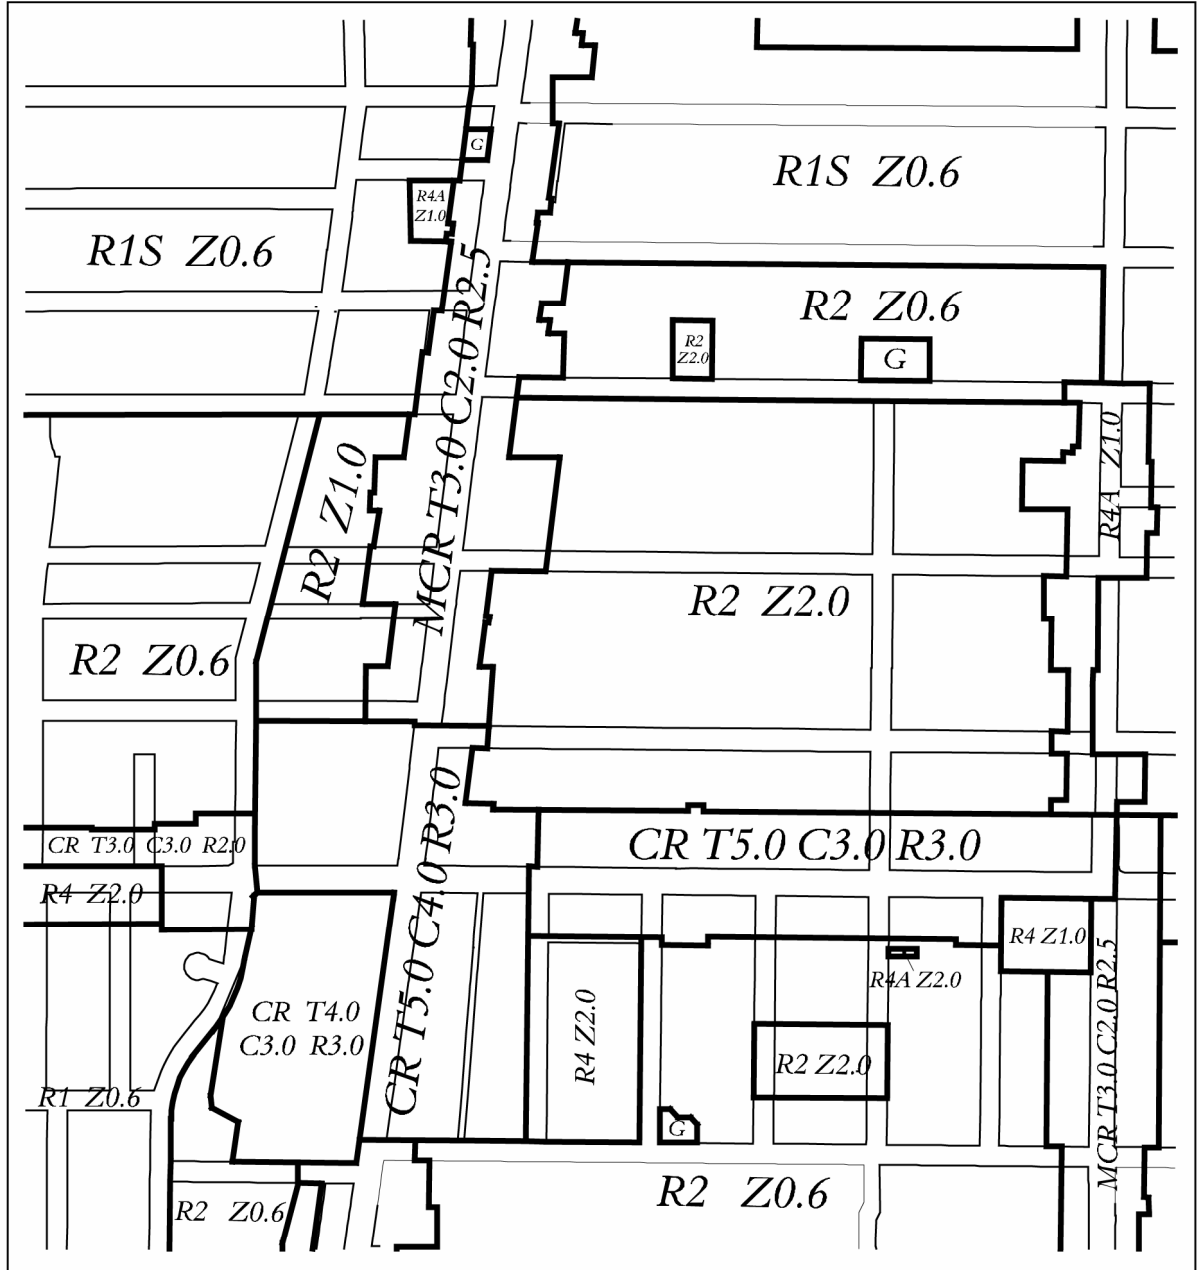 G
R1S Z0.6
R4A
Z1.0
R1S Z0.6
MCR T3.0 C2.0 R2.5
R2 Z0.6
R2
Z2.0
G
R2 Z1.0
R4A Z1.0
R2 Z2.0
R2 Z0.6
CR T3.0 C3.0 R2.0
CR T5.0 C3.0 R3.0
R4 Z2.0
CR T5.0 C4.0 R3.0
R4 Z1.0
R4A Z2.0
CR T4.0
C3.0 R3.0
R4 Z2.0
R2 Z2.0
MCR T3.0 C2.0 R2.5
R1 Z0.6
G
R2 Z0.6
R2 Z0.6